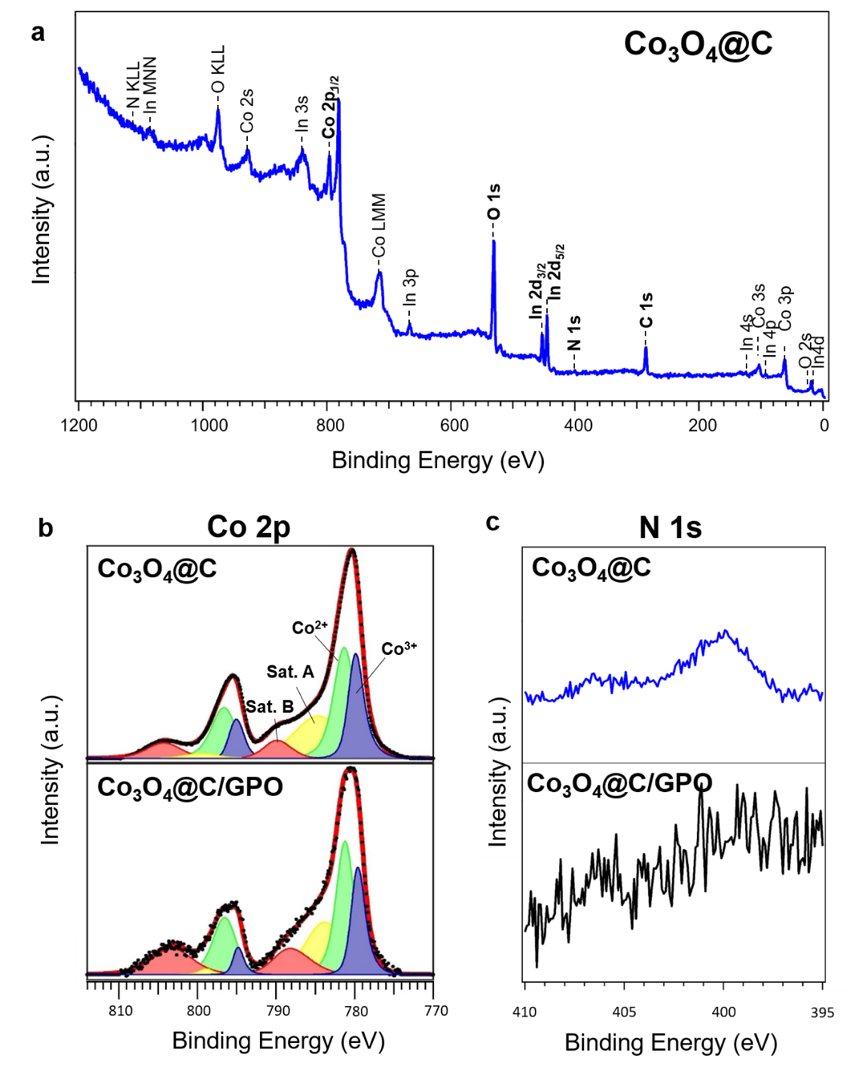 a
Co₃O₄@C
N KLL
In MNN
O KLL
Co 2s
In 3s
Co 2p1/2
Co LMM
In 3p
O 1s
In 2d3/2
In 2d5/2
N 1s
C 1s
In 4s
Co 3s
In 4p
Co 3p
O 2s
In4d
Intensity (a.u.)
1200 1000 800 600 400 200 0
Binding Energy (eV)
b
Co 2p
Co₃O₄@C
Co²⁺
Co³⁺
Sat. A
Sat. B
Co₃O₄@C/GPO
Intensity (a.u.)
810 800 790 780 770
Binding Energy (eV)
c
N 1s
Co₃O₄@C
Co₃O₄@C/GPO
Intensity (a.u.)
410 405 400 395
Binding Energy (eV)